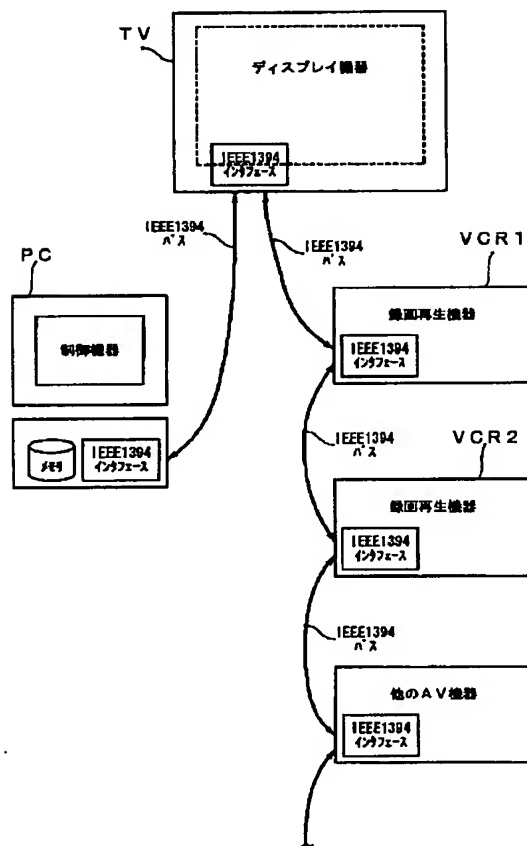 TV
ディスプレイ機器
IEEE1394
インタフェース
IEEE1394
バス
IEEE1394
バス
PC
制御機器
メモリ
IEEE1394
インタフェース
VCR1
録画再生機器
IEEE1394
インタフェース
IEEE1394
バス
VCR2
録画再生機器
IEEE1394
インタフェース
IEEE1394
バス
他のAV機器
IEEE1394
インタフェース